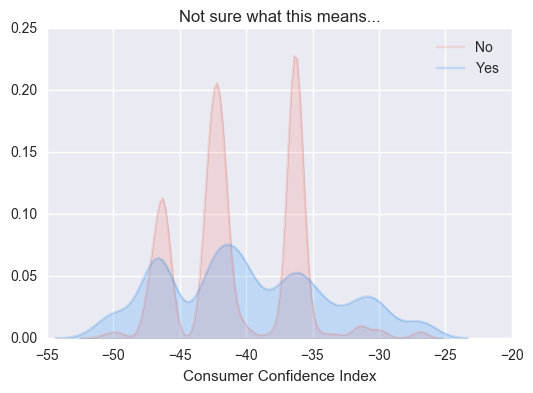 Not sure what this means...
0.25
0.20
0.15
0.10
0.05
0.00
No
Yes
−55 −50 −45 −40 −35 −30 −25 −20
Consumer Confidence Index